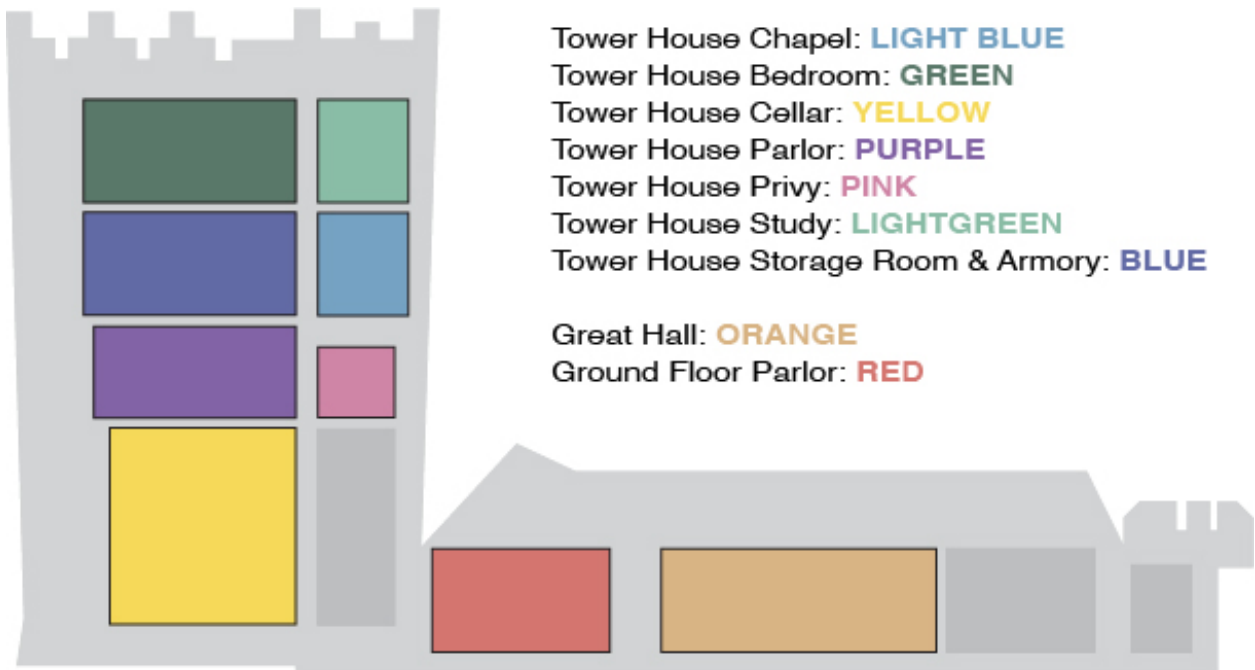 Tower House Chapel: LIGHT BLUE
Tower House Bedroom: GREEN
Tower House Cellar: YELLOW
Tower House Parlor: PURPLE
Tower House Privy: PINK
Tower House Study: LIGHTGREEN
Tower House Storage Room & Armory: BLUE
Great Hall: ORANGE
Ground Floor Parlor: RED